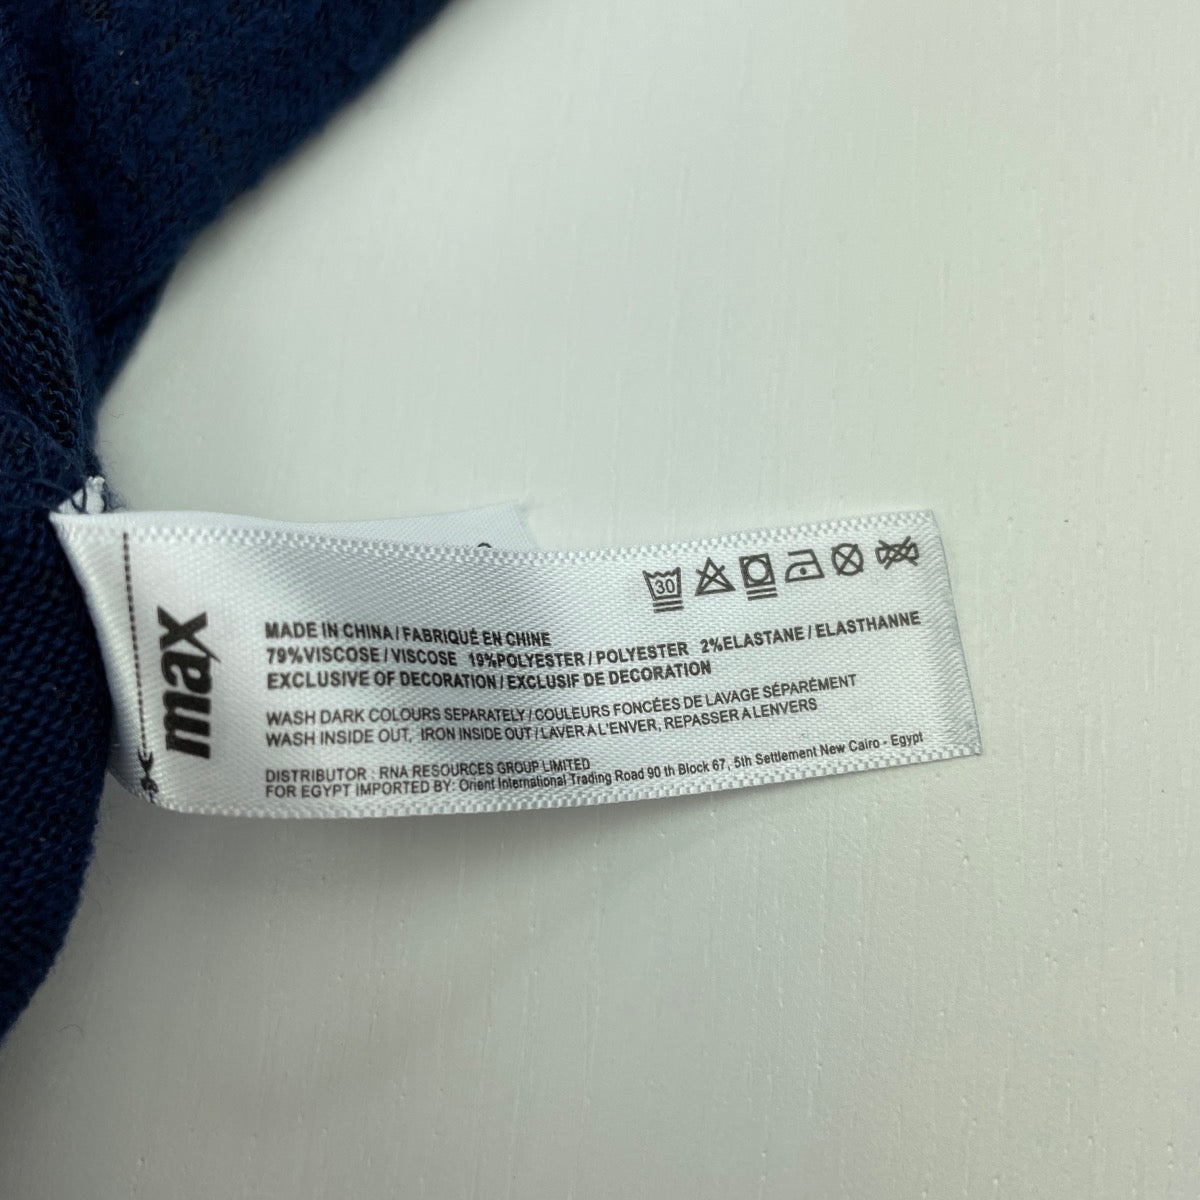 30
max
MADE IN CHINA / FABRIQUÉ EN CHINE
79%VISCOSE / VISCOSE 19%POLYESTER / POLYESTER 2%ELASTANE / ELASTHANNE
EXCLUSIVE OF DECORATION / EXCLUSIF DE DECORATION
WASH DARK COLOURS SEPARATELY / COULEURS FONCÉES DE LAVAGE SÉPARÉMENT
WASH INSIDE OUT, IRON INSIDE OUT / LAVER A L'ENVER, REPASSER A LENVERS
DISTRIBUTOR : RNA RESOURCES GROUP LIMITED
FOR EGYPT IMPORTED BY: Orient International Trading Road 90 th Block 67, 5th Settlement New Cairo - Egypt